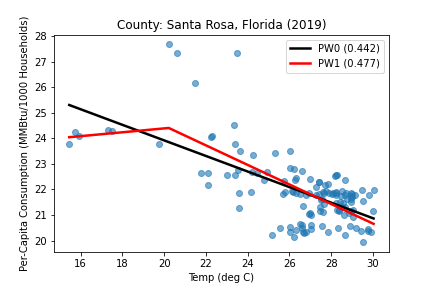 County: Santa Rosa, Florida (2019)
Per-Capita Consumption (MMBtu/1000 Households)
28
27
26
25
24
23
22
21
20
PW0 (0.442)
PW1 (0.477)
16 18 20 22 24 26 28 30
Temp (deg C)